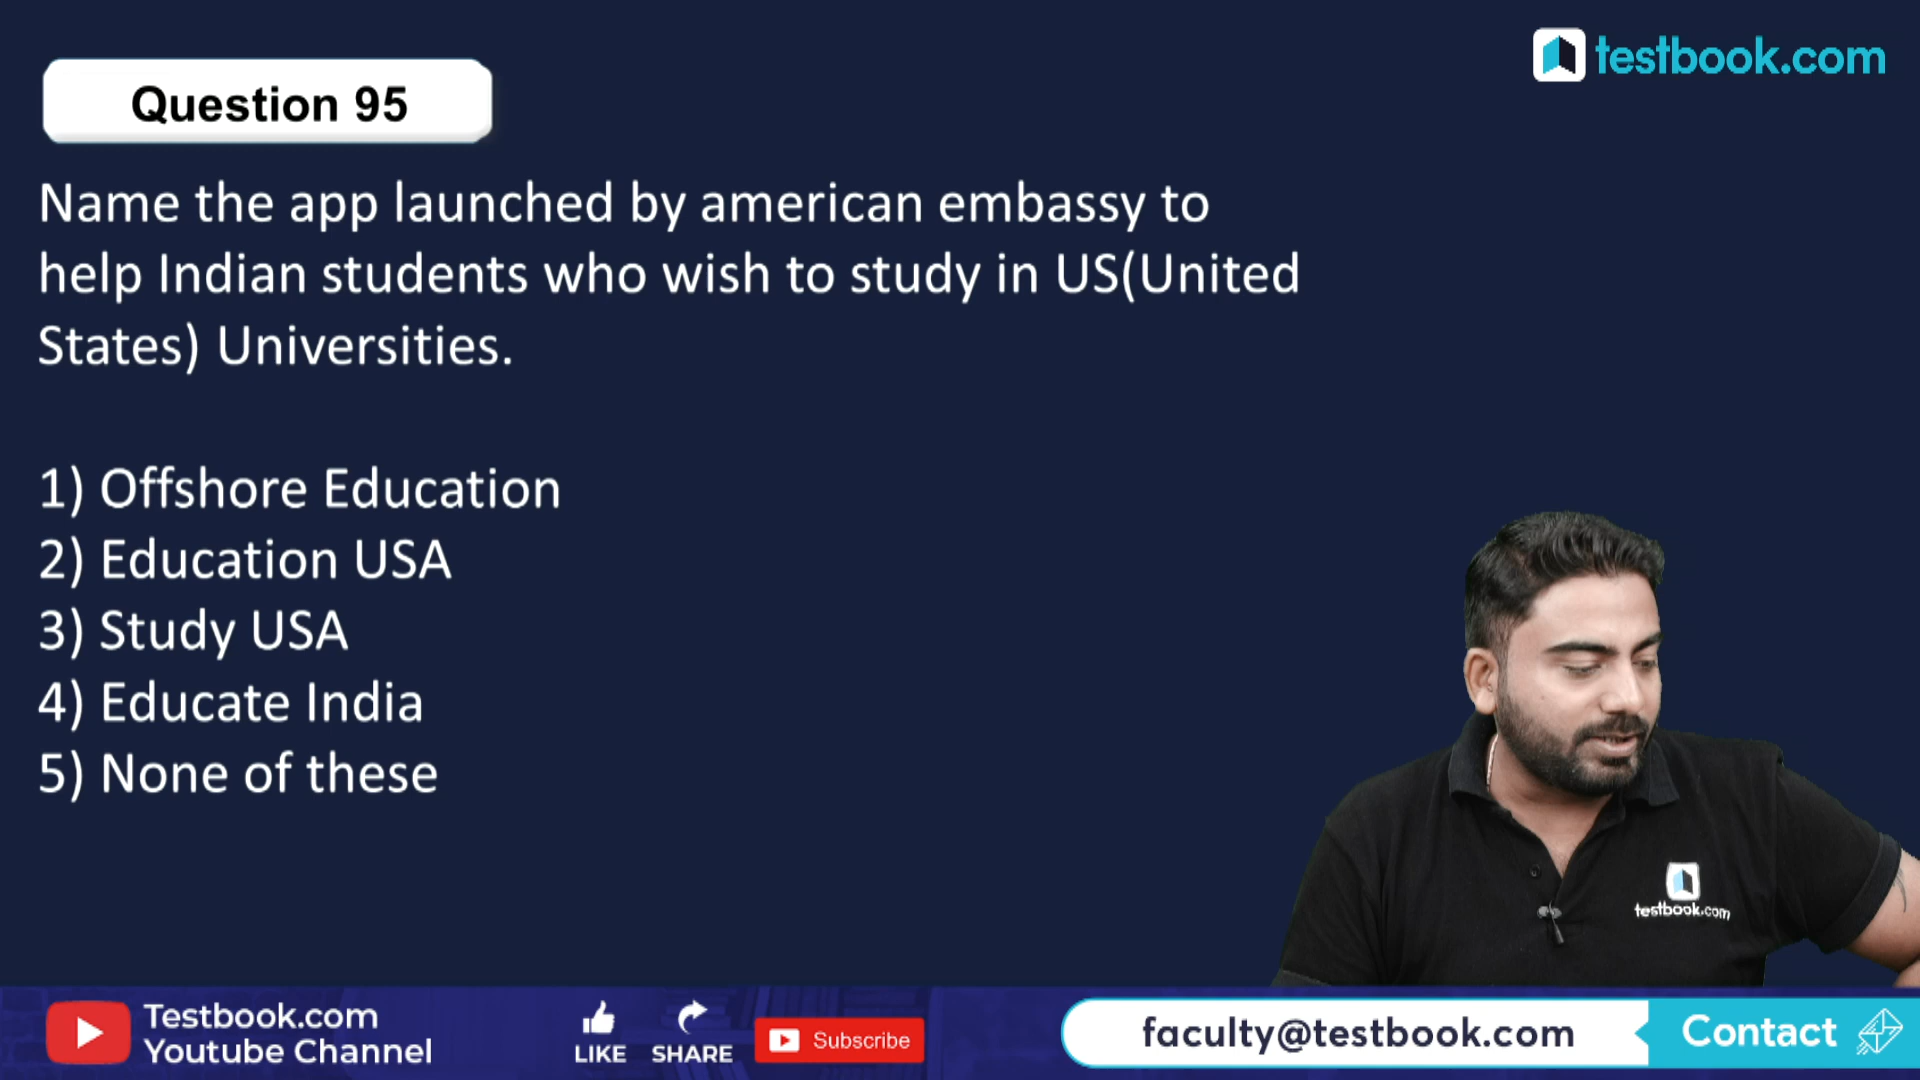 testbook.com
Question 95
Name the app launched by american embassy to
help Indian students who wish to study in US(United
States) Universities.
1) Offshore Education
2) Education USA
3) Study USA
4) Educate India
5) None of these
testbook.com
Testbook.com
Youtube Channel
LIKE
SHARE
Subscribe
faculty@testbook.com
Contact